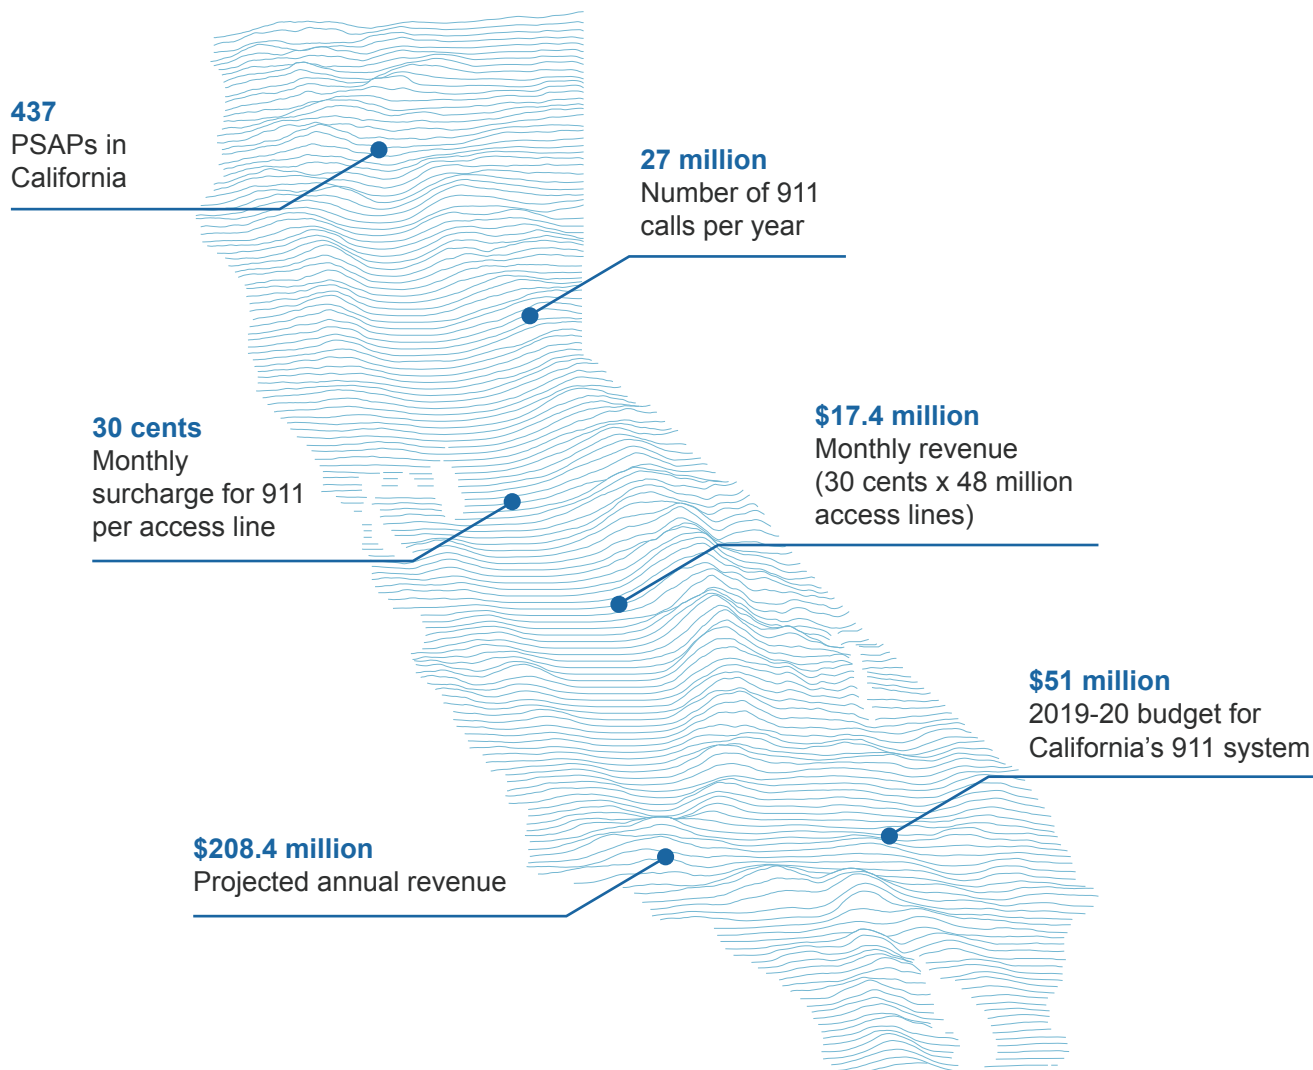 437
PSAPs in
California
27 million
Number of 911
calls per year
30 cents
Monthly
surcharge for 911
per access line
$17.4 million
Monthly revenue
(30 cents x 48 million
access lines)
$51 million
2019-20 budget for
California’s 911 system
$208.4 million
Projected annual revenue